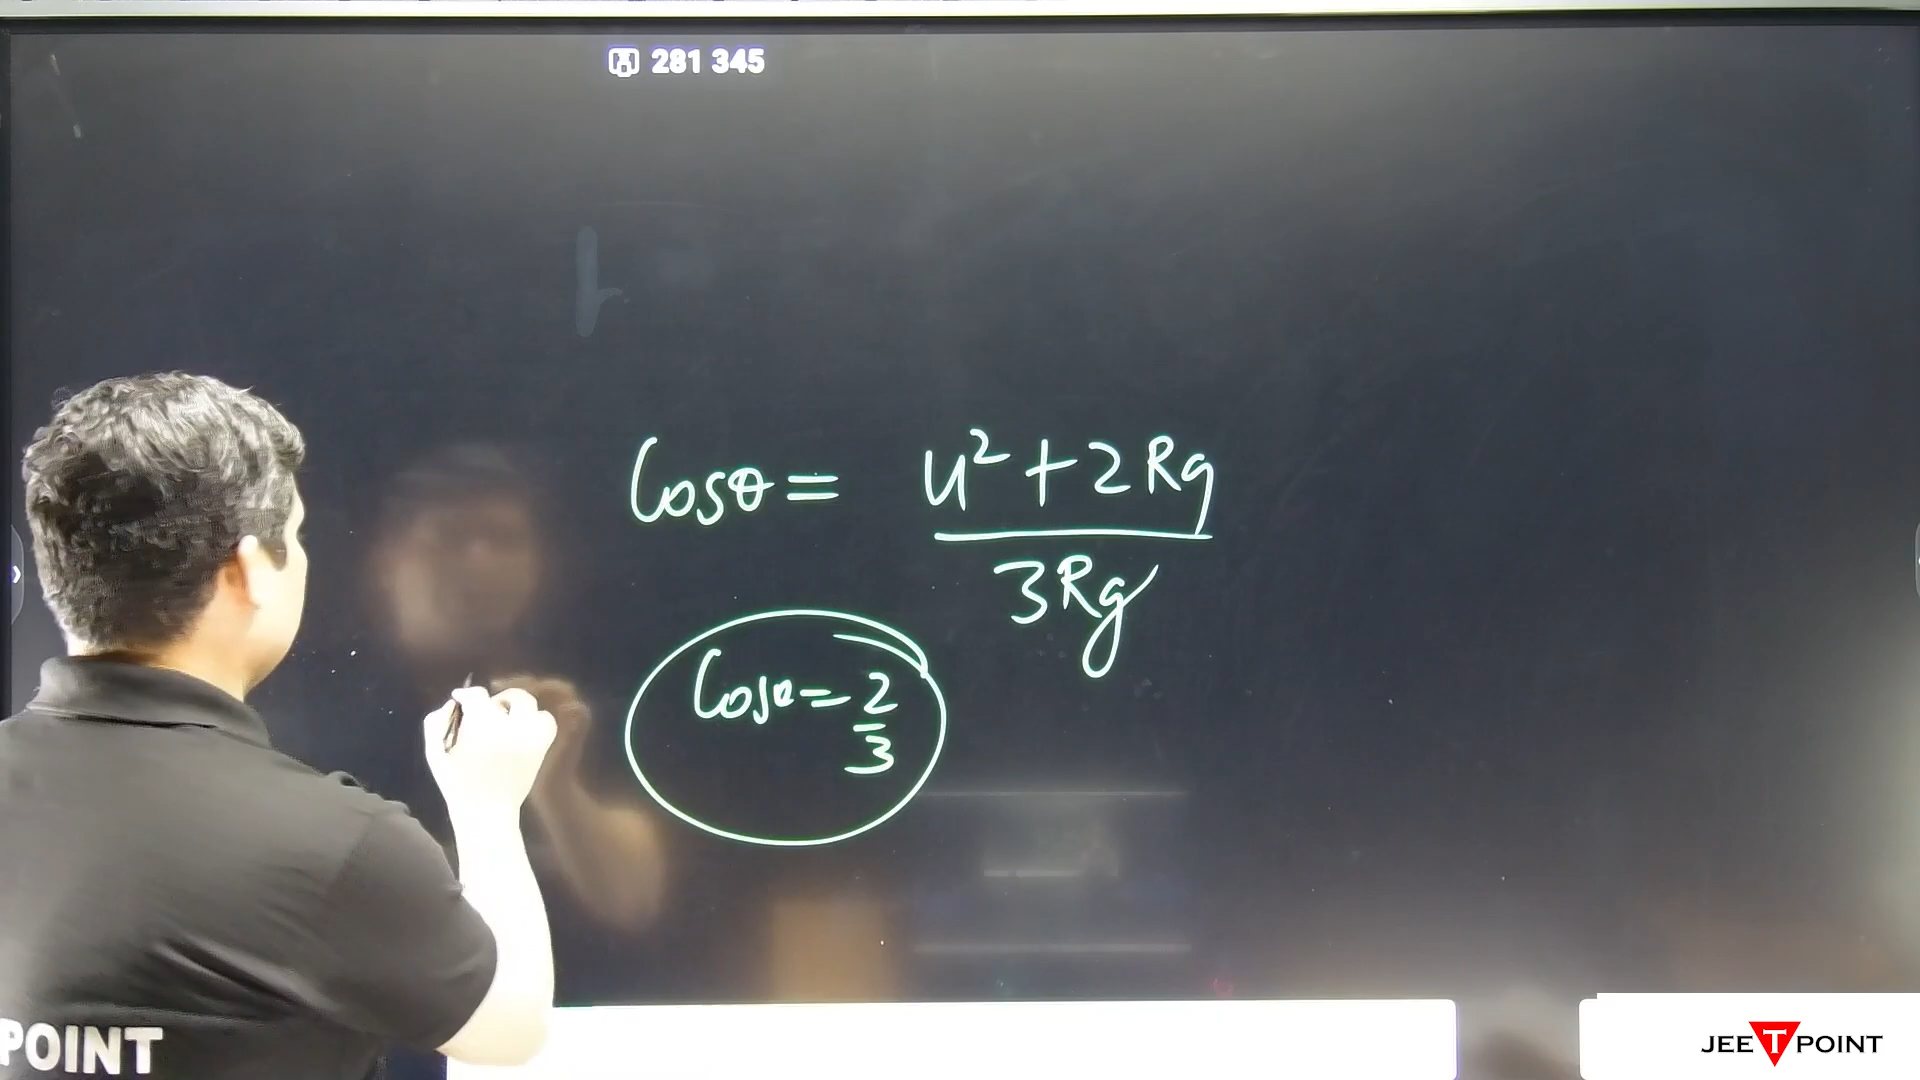 281 345
Cosθ = u² + 2Rg
3Rg
Cosθ = 2
3
POINT
JEE T POINT